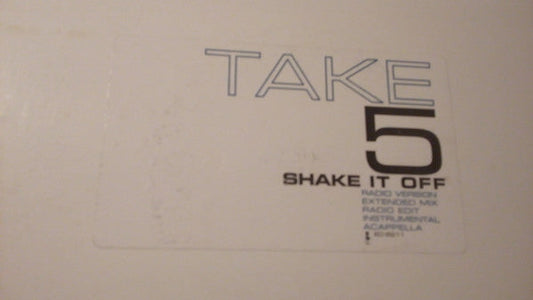 TAKE
5
SHAKE IT OFF
RADIO VERSION
EXTENDED MIX
RADIO EDIT
INSTRUMENTAL
ACAPPELLA